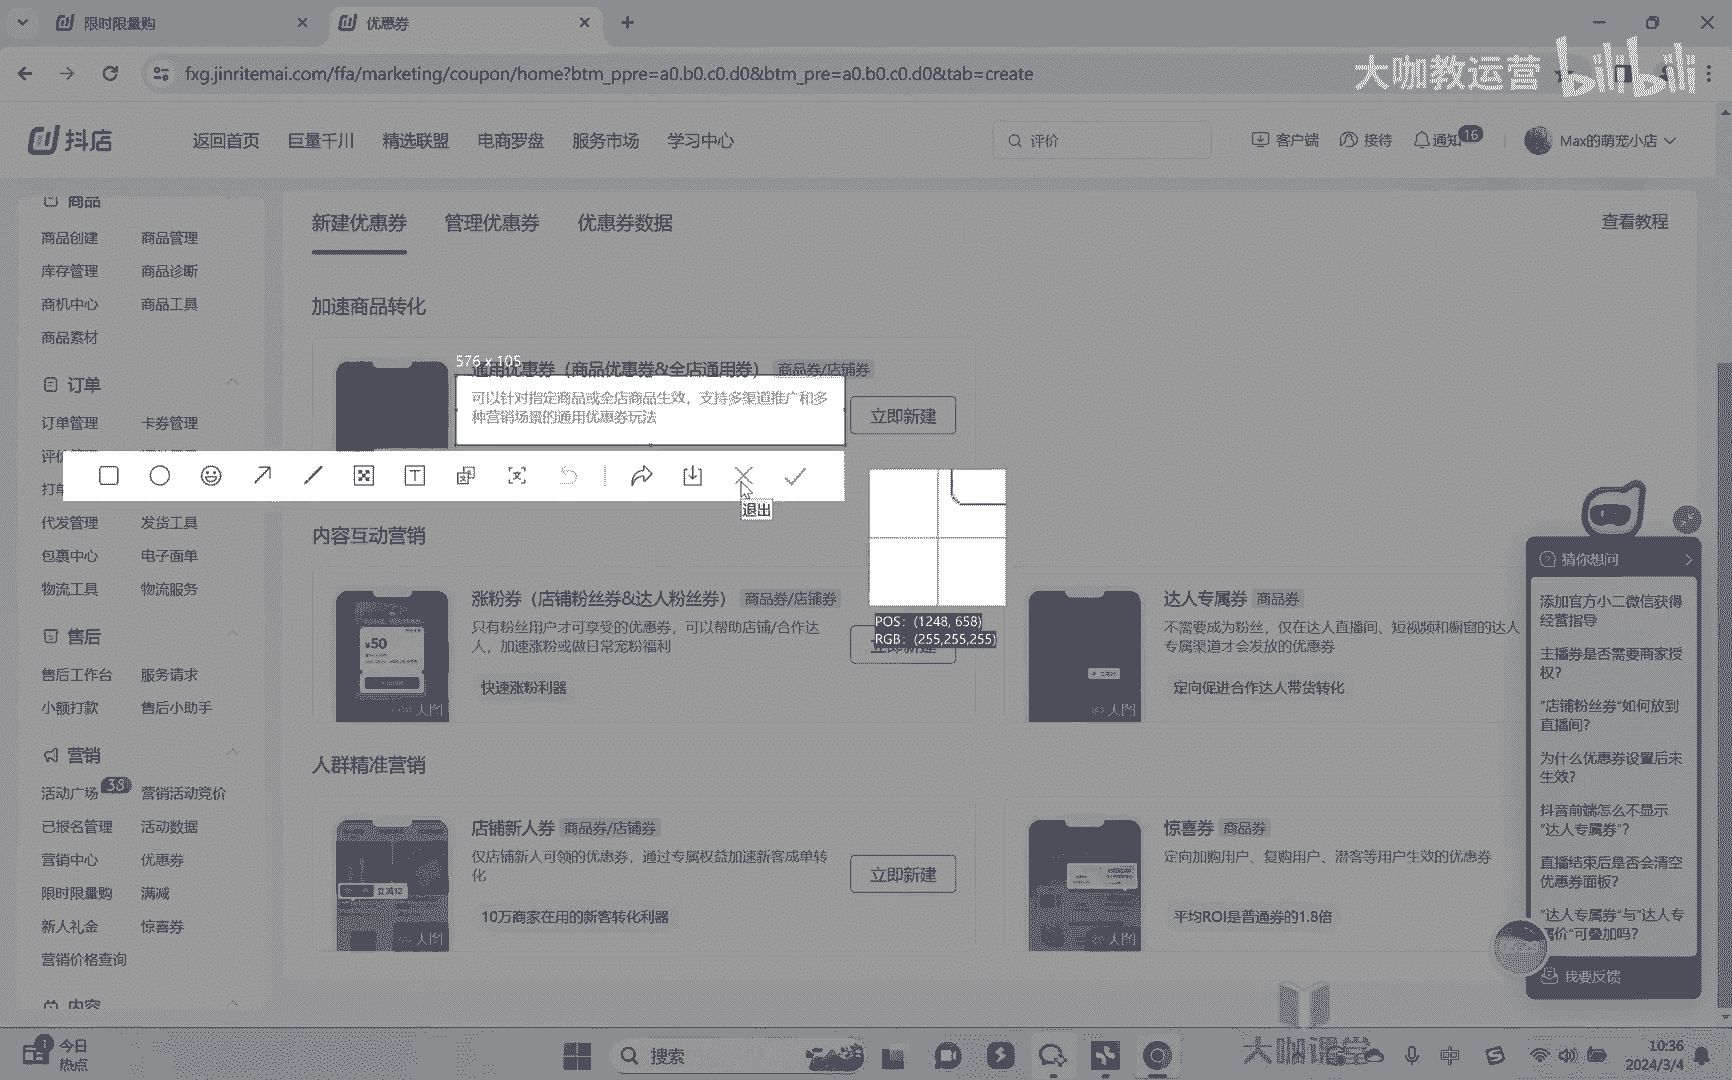 限时限量购
优惠券
fxg.jinritemai.com/ffa/marketing/coupon/home?btm_ppre=a0.b0.c0.d0&btm_pre=a0.b0.c0.d0&tab=create
大咖教运营 bilibili
抖店
返回首页
巨量千川
精选联盟
电商罗盘
服务市场
学习中心
评价
客户端
接待
通知
16
Max的萌宠小店
商品
商品创建 商品管理
库存管理 商品诊断
商机中心 商品工具
商品素材
订单
订单管理 卡券管理
代发管理 发货工具
包裹中心 电子面单
物流工具 物流服务
售后
售后工作台 服务请求
小额打款 售后小助手
营销
活动广场 38 营销活动竞价
已报名管理 活动数据
营销中心 优惠券
限时限量购 满减
新人礼金 惊喜券
营销价格查询
内容
新建优惠券
管理优惠券
优惠券数据
查看教程
加速商品转化
576 x 105
通用优惠券（商品优惠券&全店通用券） 商品券/店铺券
可以针对指定商品或全店商品生效，支持多渠道推广和多
种营销场景的通用优惠券玩法
立即新建
退出
POS: (1248, 658)
RGB: (255,255,255)
内容互动营销
涨粉券（店铺粉丝券&达人粉丝券） 商品券/店铺券
只有粉丝用户才可享受的优惠券，可以帮助店铺/合作达
人，加速涨粉或做日常宠粉福利
立即新建
快速涨粉利器
¥50
大图
达人专属券 商品券
不需要成为粉丝，仅在达人直播间、短视频和橱窗的达人
专属渠道才会发放的优惠券
定向促进合作达人带货转化
大图
人群精准营销
店铺新人券 商品券/店铺券
仅店铺新人可领的优惠券，通过专属权益加速新客成单转
化
立即新建
10万商家在用的新客转化利器
大图
惊喜券 商品券
定向加购用户、复购用户、潜客等用户生效的优惠券
平均ROI是普通券的1.8倍
大图
猜你想问
添加官方小二微信获得
经营指导
主播券是否需要商家授
权?
"店铺粉丝券"如何放到
直播间?
为什么优惠券设置后未
生效?
抖音前端怎么不显示
"达人专属券"?
直播结束后是否会清空
优惠券面板?
"达人专属券"与"达人专
属价"可叠加吗?
我要反馈
1
今日
热点
搜索
大咖课堂
中
10:36
2024/3/4